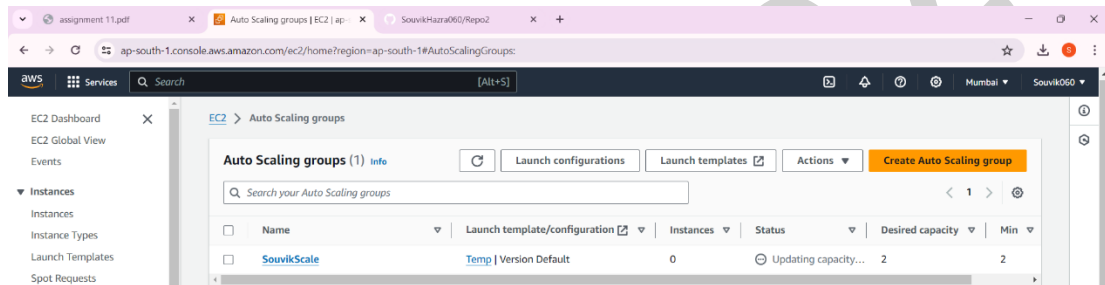 assignment 11.pdf
Auto Scaling groups | EC2 | ap-
SouvikHazra060/Repo2
ap-south-1.console.aws.amazon.com/ec2/home?region=ap-south-1#AutoScalingGroups:
S
aws Services Search [Alt+S] Mumbai Souvik060
EC2 Dashboard
EC2 Global View
Events
Instances
Instances
Instance Types
Launch Templates
Spot Requests
EC2 > Auto Scaling groups
Auto Scaling groups (1) Info Launch configurations Launch templates Actions Create Auto Scaling group
Search your Auto Scaling groups
< 1 >
Name Launch template/configuration Instances Status Desired capacity Min
SouvikScale Temp | Version Default 0 Updating capacity... 2 2